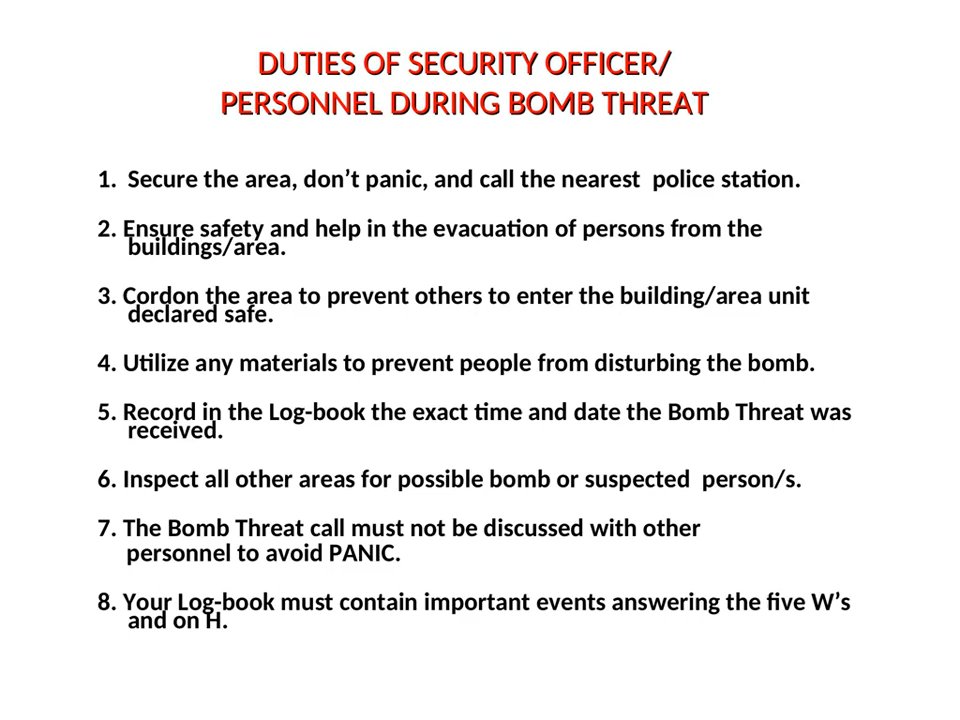 DUTIES OF SECURITY OFFICER/
PERSONNEL DURING BOMB THREAT
1. Secure the area, don’t panic, and call the nearest  police station.
2. Ensure safety and help in the evacuation of persons from the
buildings/area.
3. Cordon the area to prevent others to enter the building/area unit
declared safe.
4. Utilize any materials to prevent people from disturbing the bomb.
5. Record in the Log-book the exact time and date the Bomb Threat was
received.
6. Inspect all other areas for possible bomb or suspected  person/s.
7. The Bomb Threat call must not be discussed with other
personnel to avoid PANIC.
8. Your Log-book must contain important events answering the five W’s
and on H.